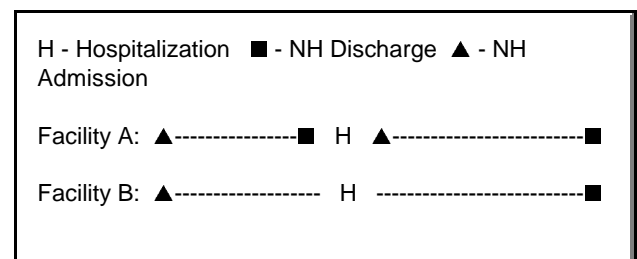 H - Hospitalization ■ - NH Discharge ▲ - NH
Admission
Facility A: ▲----------------■ H ▲-------------------------■
Facility B: ▲------------------- H ---------------------------■